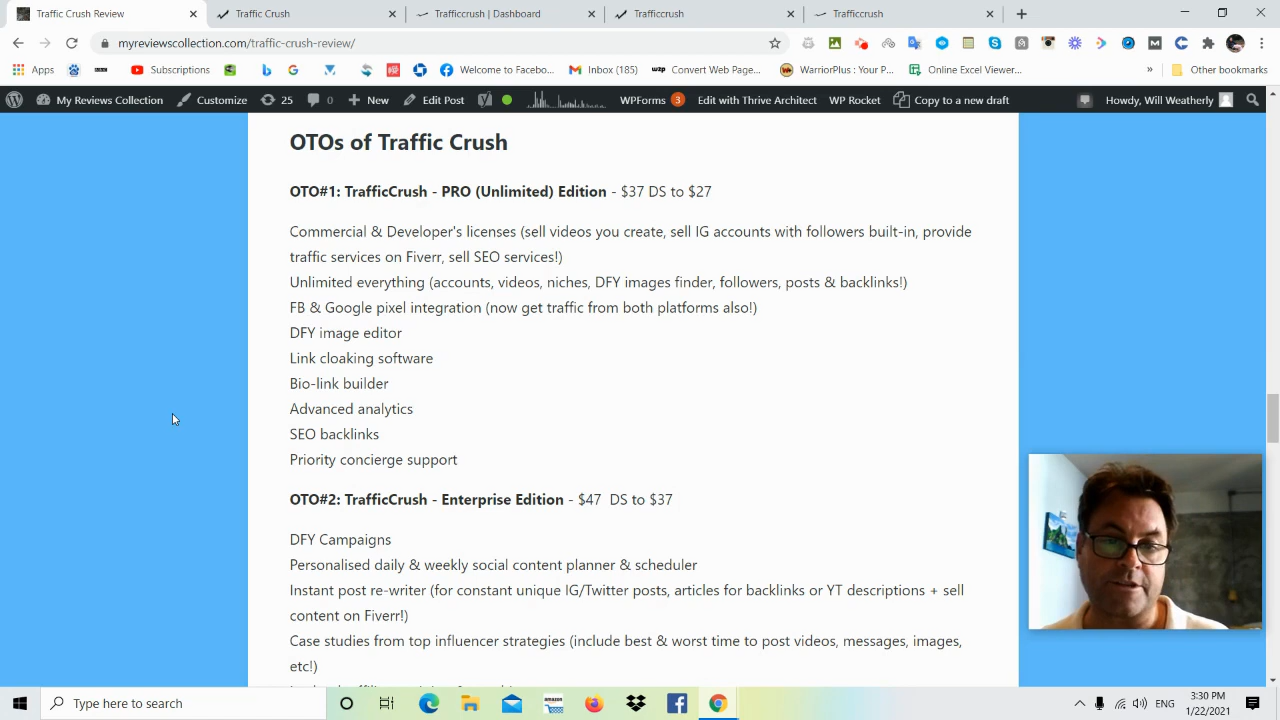 Traffic Crush Review
Traffic Crush
Trafficcrush | Dashboard
Trafficcrush
Trafficcrush
myreviewscollection.com/traffic-crush-review/
Apps
Subscriptions
Welcome to Facebo...
Inbox (185)
Convert Web Page...
WarriorPlus : Your P...
Online Excel Viewer...
»
Other bookmarks
My Reviews Collection
Customize
25
0
New
Edit Post
WPForms 3
Edit with Thrive Architect
WP Rocket
Copy to a new draft
Howdy, Will Weatherly
OTOs of Traffic Crush
OTO#1: TrafficCrush - PRO (Unlimited) Edition - $37 DS to $27
Commercial & Developer's licenses (sell videos you create, sell IG accounts with followers built-in, provide
traffic services on Fiverr, sell SEO services!)
Unlimited everything (accounts, videos, niches, DFY images finder, followers, posts & backlinks!)
FB & Google pixel integration (now get traffic from both platforms also!)
DFY image editor
Link cloaking software
Bio-link builder
Advanced analytics
SEO backlinks
Priority concierge support
OTO#2: TrafficCrush - Enterprise Edition - $47 DS to $37
DFY Campaigns
Personalised daily & weekly social content planner & scheduler
Instant post re-writer (for constant unique IG/Twitter posts, articles for backlinks or YT descriptions + sell
content on Fiverr!)
Case studies from top influencer strategies (include best & worst time to post videos, messages, images,
etc!)
Type here to search
amazon
ENG
3:30 PM
1/22/2021